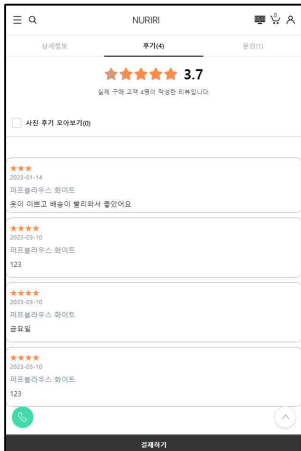 NURIRI
0
상세정보
후기(4)
문의(1)
3.7
실제 구매 고객 4명이 작성한 리뷰입니다.
사진 후기 모아보기(0)
2023-01-14
퍼프블라우스 화이트
옷이 이쁘고 배송이 빨리와서 좋았어요
2023-03-10
퍼프블라우스 화이트
123
2023-03-10
퍼프블라우스 화이트
금요일
2023-03-10
퍼프블라우스 화이트
123
결제하기